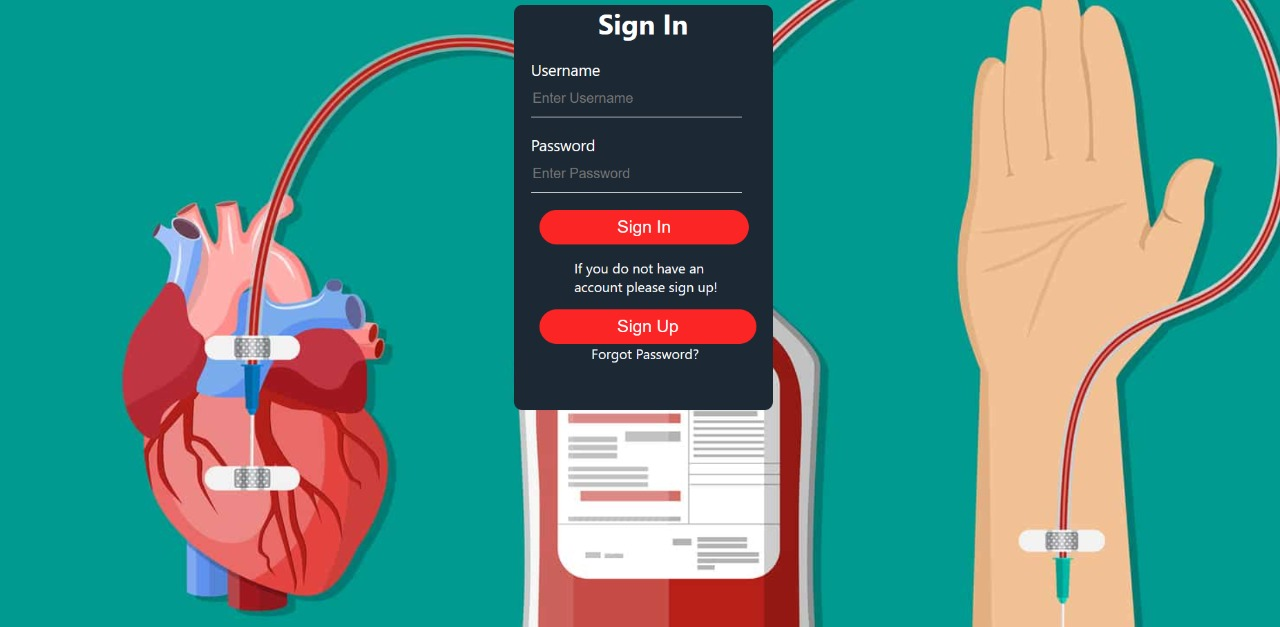 Sign In
Username
Enter Username
Password
Enter Password
Sign In
If you do not have an
account please sign up!
Sign Up
Forgot Password?